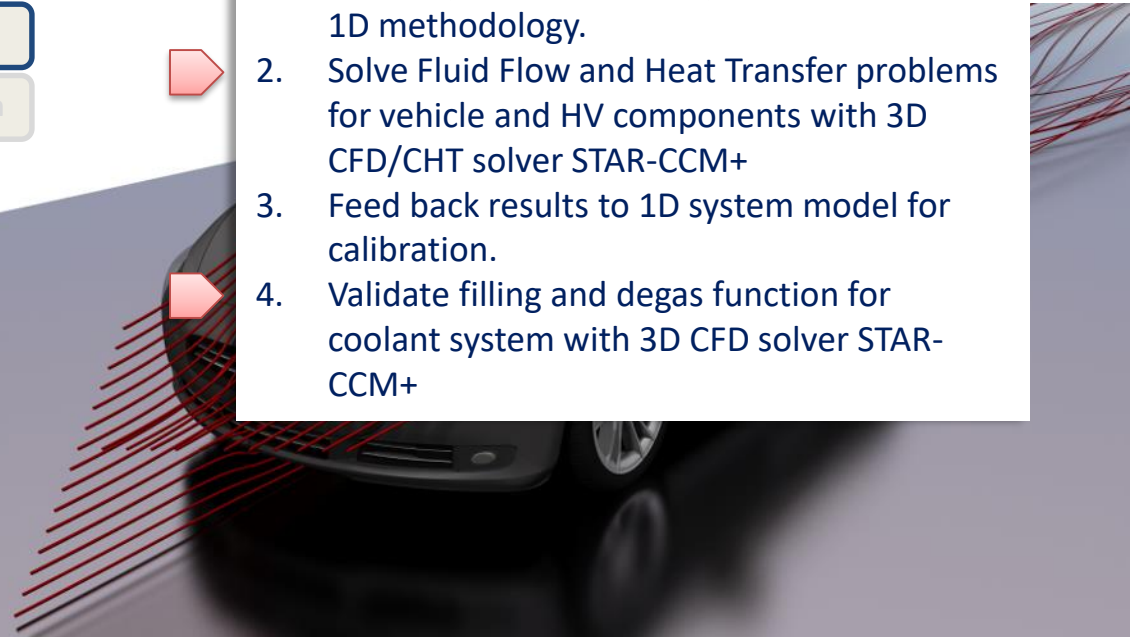 1D methodology.
2. Solve Fluid Flow and Heat Transfer problems
for vehicle and HV components with 3D
CFD/CHT solver STAR-CCM+
3. Feed back results to 1D system model for
calibration.
4. Validate filling and degas function for
coolant system with 3D CFD solver STAR-
CCM+